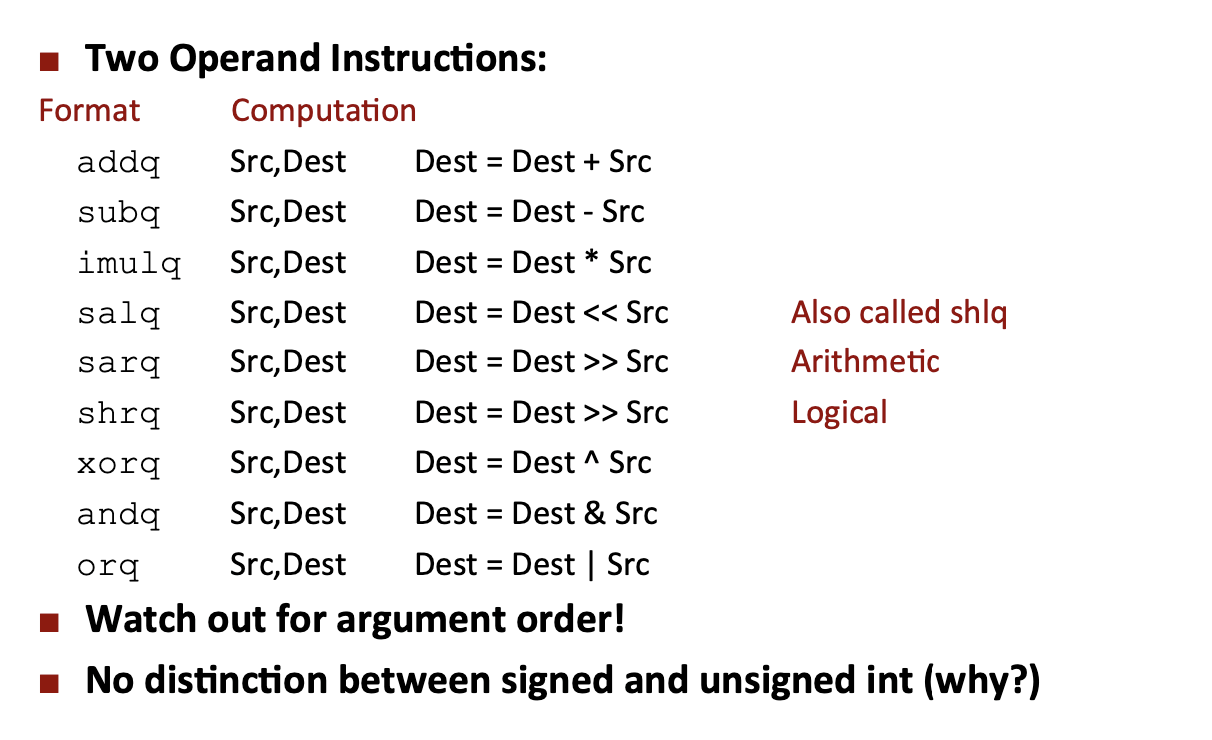 Two Operand Instructions:
Format Computation
addq Src,Dest Dest = Dest + Src
subq Src,Dest Dest = Dest - Src
imulq Src,Dest Dest = Dest * Src
salq Src,Dest Dest = Dest << Src Also called shlq
sarq Src,Dest Dest = Dest >> Src Arithmetic
shrq Src,Dest Dest = Dest >> Src Logical
xorq Src,Dest Dest = Dest ^ Src
andq Src,Dest Dest = Dest & Src
orq Src,Dest Dest = Dest | Src
Watch out for argument order!
No distinction between signed and unsigned int (why?)